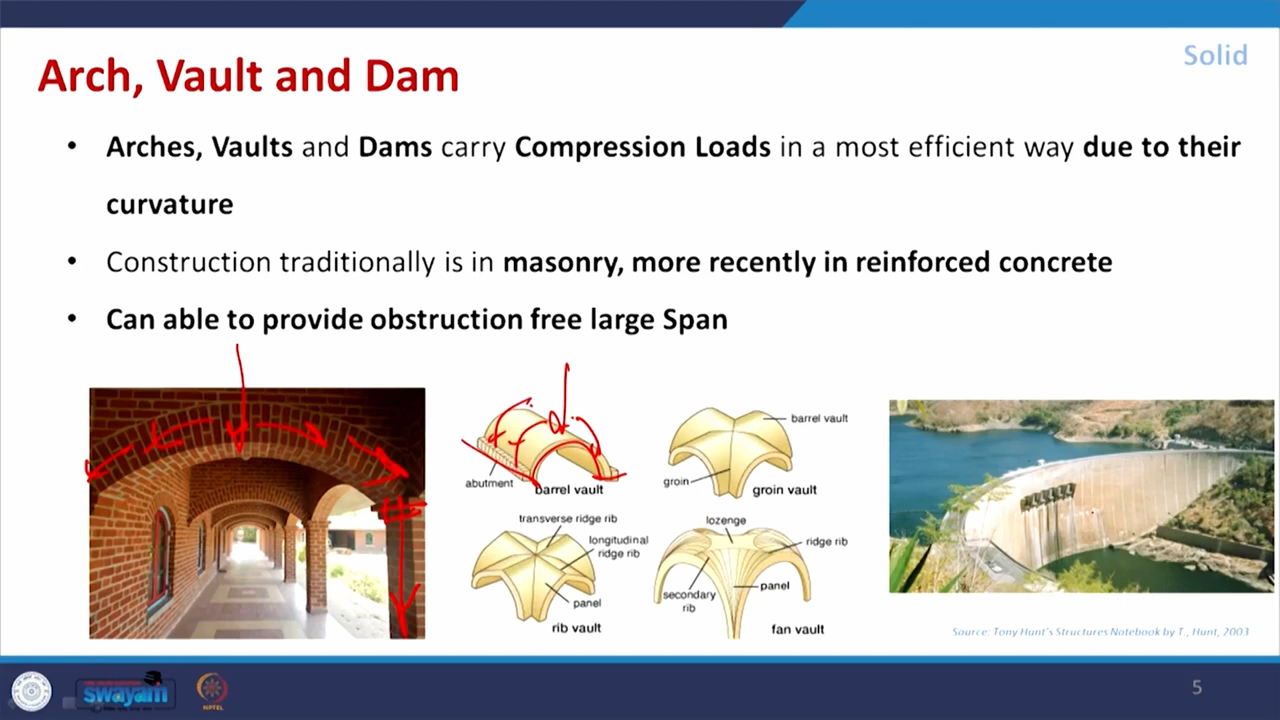 Solid
Arch, Vault and Dam
• Arches, Vaults and Dams carry Compression Loads in a most efficient way due to their
curvature
• Construction traditionally is in masonry, more recently in reinforced concrete
• Can able to provide obstruction free large Span
abutment
barrel vault
barrel vault
groin
groin vault
transverse ridge rib
longitudinal
ridge rib
panel
rib vault
lozenge
ridge rib
panel
secondary
rib
fan vault
Source: Tony Hunt's Structures Notebook by T., Hunt, 2003
swayam
NPTEL
5